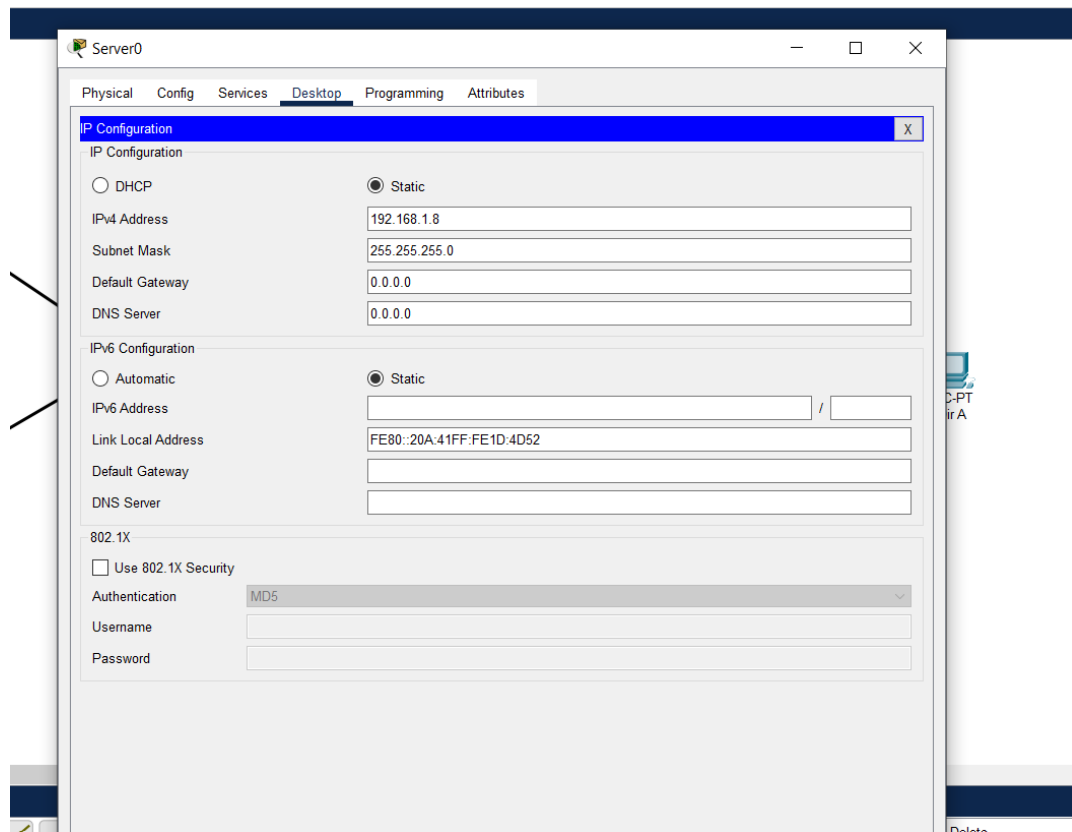 Server0
Physical Config Services Desktop Programming Attributes
IP Configuration X
IP Configuration
DHCP Static
IPv4 Address 192.168.1.8
Subnet Mask 255.255.255.0
Default Gateway 0.0.0.0
DNS Server 0.0.0.0
IPv6 Configuration
Automatic Static
IPv6 Address /
Link Local Address FE80::20A:41FF:FE1D:4D52
Default Gateway
DNS Server
802.1X
Use 802.1X Security
Authentication MD5
Username
Password
C-PT
ir A